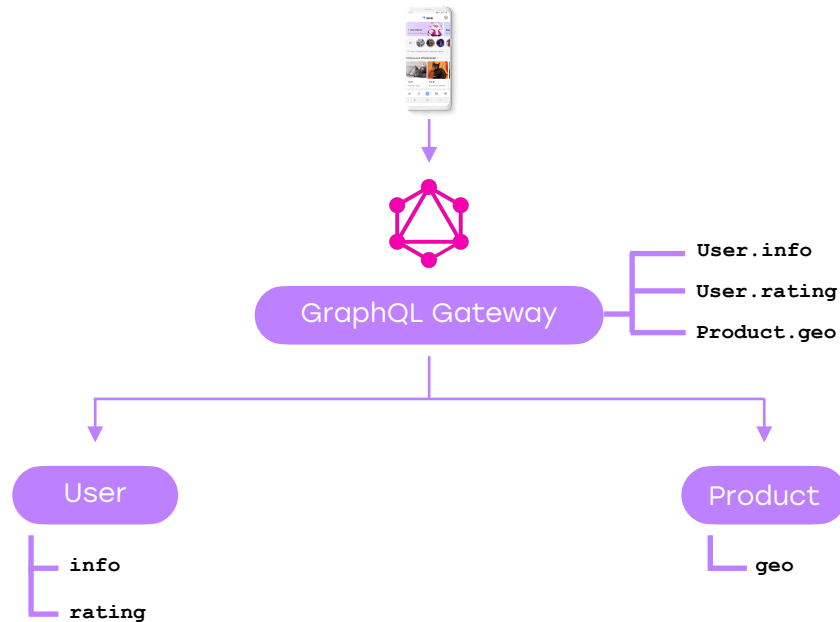 User.info
User.rating
GraphQL Gateway
Product.geo
User
Product
info
geo
rating